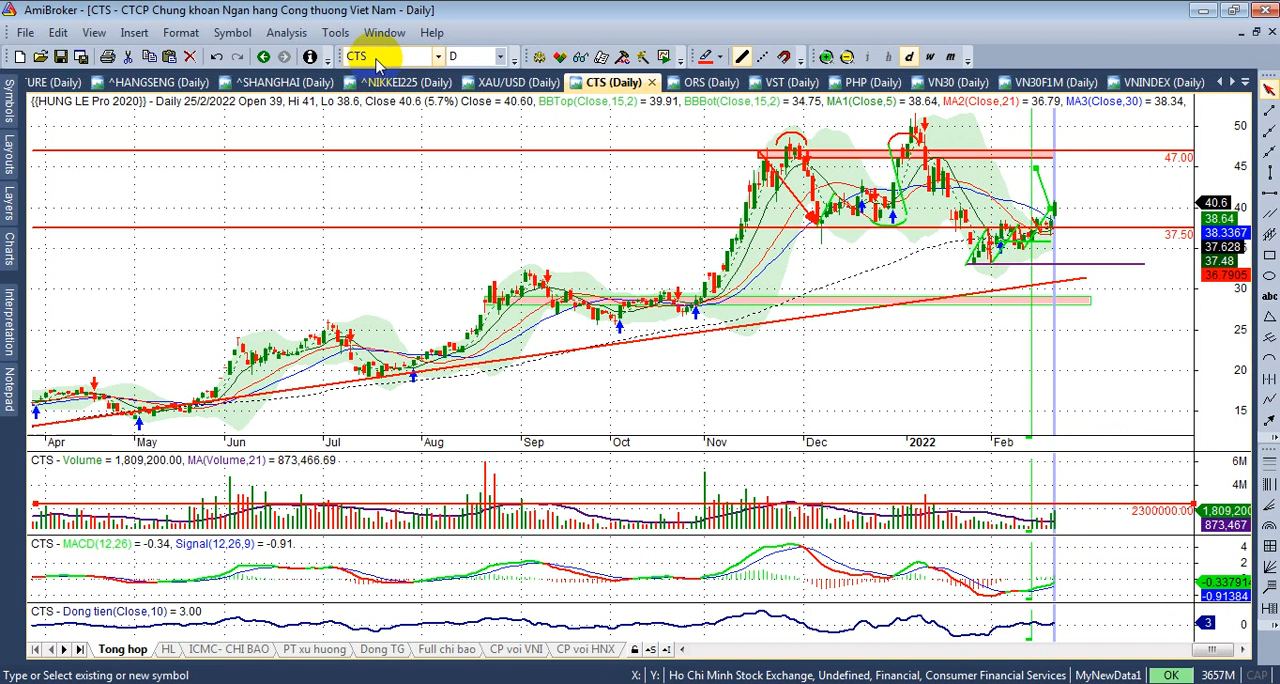 AmiBroker - [CTS - CTCP Chung khoan Ngan hang Cong thuong Viet Nam - Daily]
File Edit View Insert Format Symbol Analysis Tools Window Help
CTS D i h d w m
'URE (Daily) ^HANGSENG (Daily) ^SHANGHAI (Daily) ^NIKKEI225 (Daily) XAU/USD (Daily) CTS (Daily) ORS (Daily) VST (Daily) PHP (Daily) VN30 (Daily) VN30F1M (Daily) VNINDEX (Daily)
Symbols
Layouts
Layers
Charts
Interpretation
Notepad
{{HUNG LE Pro 2020}} - Daily 25/2/2022 Open 39, Hi 41, Lo 38.6, Close 40.6 (5.7%) Close = 40.60, BBTop(Close,15,2) = 39.91, BBBot(Close,15,2) = 34.75, MA1(Close,5) = 38.64, MA2(Close,21) = 36.79, MA3(Close,30) = 38.34,
50
47.00
45
40.6
40
38.64
38.3367
37.50
37.628
37.48
36.7905
30
25
20
15
abc
Apr May Jun Jul Aug Sep Oct Nov Dec 2022 Feb
CTS - Volume = 1,809,200.00, MA(Volume,21) = 873,466.69
6M
4M
2300000.00
1,809,200
873,467
CTS - MACD(12,26) = -0.34, Signal(12,26,9) = -0.91
4
2
-0.337914
-0.91384
CTS - Dong tien(Close,10) = 3.00
3
0
Tong hop HL ICMC- CHI BAO PT xu huong Dong TG Full chi bao CP voi VNI CP voi HNX
Type or Select existing or new symbol X: Y: Ho Chi Minh Stock Exchange, Undefined, Financial, Consumer Financial Services MyNewData1 OK 3657M CAP